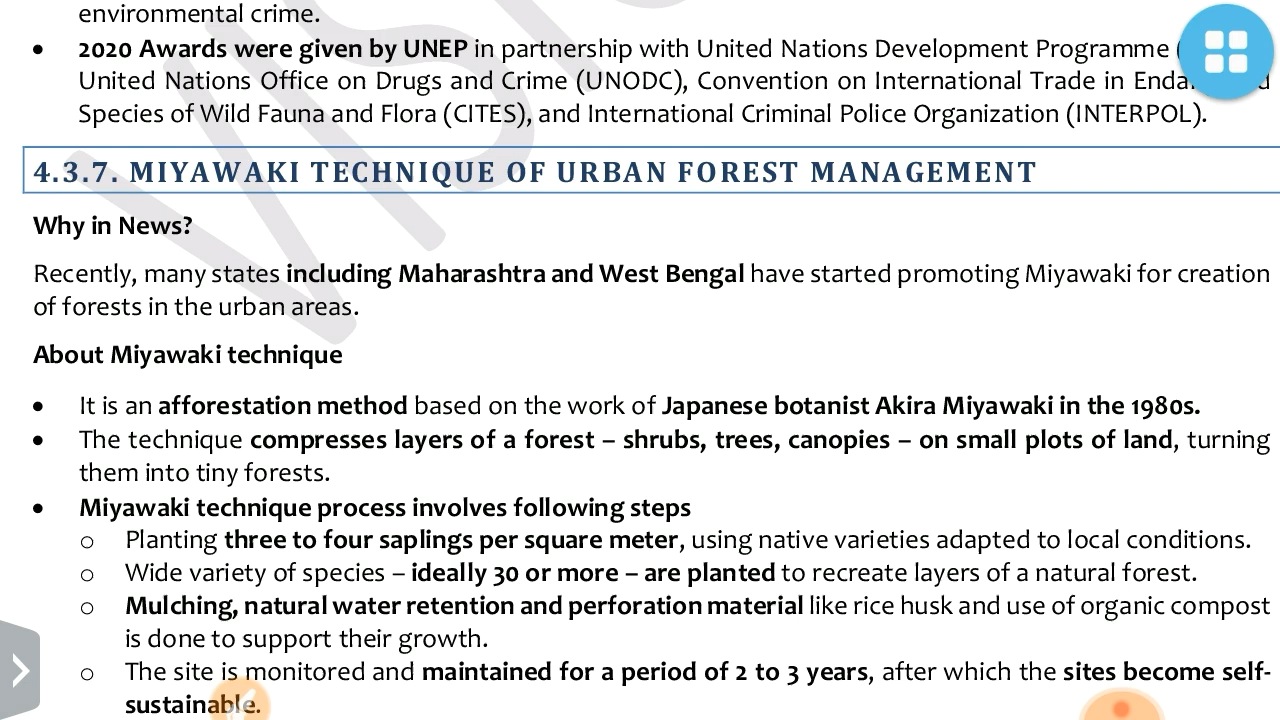 environmental crime.
• 2020 Awards were given by UNEP in partnership with United Nations Development Programme (
United Nations Office on Drugs and Crime (UNODC), Convention on International Trade in
Species of Wild Fauna and Flora (CITES), and International Criminal Police Organization (INTERPOL).
4.3.7. MIYAWAKI TECHNIQUE OF URBAN FOREST MANAGEMENT
Why in News?
Recently, many states including Maharashtra and West Bengal have started promoting Miyawaki for creation
of forests in the urban areas.
About Miyawaki technique
• It is an afforestation method based on the work of Japanese botanist Akira Miyawaki in the 1980s.
• The technique compresses layers of a forest – shrubs, trees, canopies – on small plots of land, turning
them into tiny forests.
• Miyawaki technique process involves following steps
o Planting three to four saplings per square meter, using native varieties adapted to local conditions.
o Wide variety of species – ideally 30 or more – are planted to recreate layers of a natural forest.
o Mulching, natural water retention and perforation material like rice husk and use of organic compost
is done to support their growth.
o The site is monitored and maintained for a period of 2 to 3 years, after which the sites become self-
sustainable.